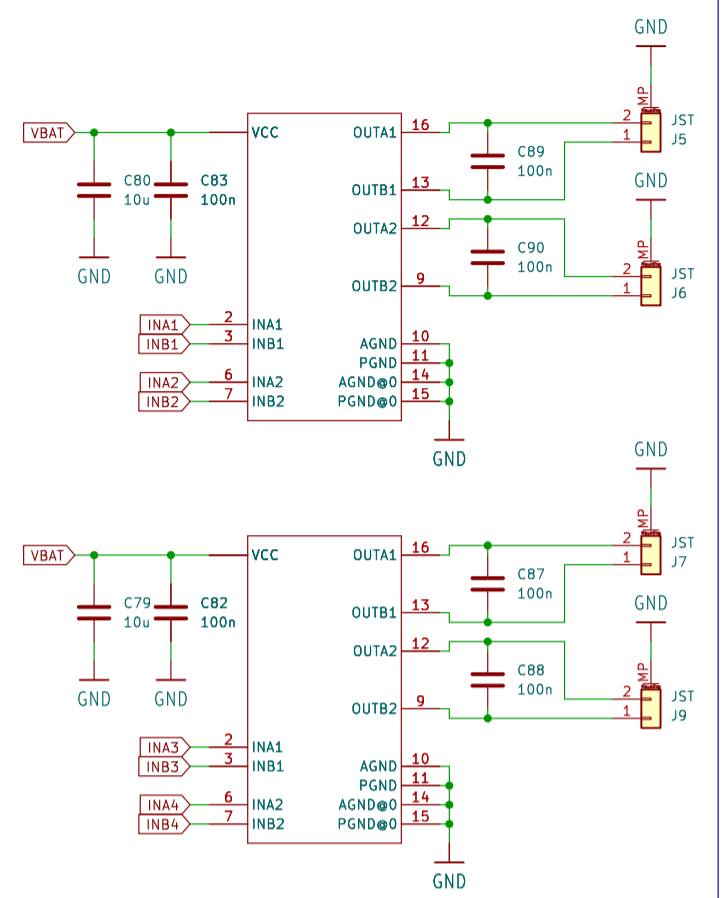 GND
MP
VBAT
VCC
OUTA1
16
2
JST
1
J5
C80
10u
C83
100n
C89
100n
OUTB1
13
GND
OUTA2
12
GND
GND
C90
100n
MP
2
JST
OUTB2
9
1
J6
INA1
2
INA1
INB1
3
INB1
AGND
10
PGND
11
INA2
6
INA2
AGND@0
14
INB2
7
INB2
PGND@0
15
GND
GND
MP
VBAT
VCC
OUTA1
16
2
JST
1
J7
C79
10u
C82
100n
C87
100n
OUTB1
13
GND
OUTA2
12
GND
GND
C88
100n
MP
2
JST
OUTB2
9
1
J9
INA3
2
INA1
INB3
3
INB1
AGND
10
PGND
11
INA4
6
INA2
AGND@0
14
INB4
7
INB2
PGND@0
15
GND